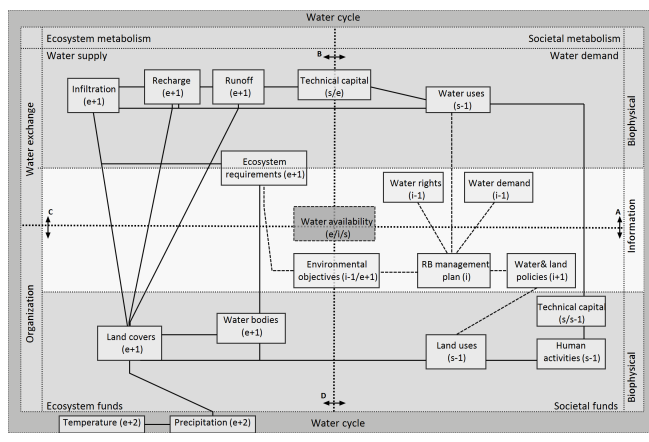 Water cycle
Ecosystem metabolism
Societal metabolism
Water supply
B
Water demand
Infiltration
(e+1)
Recharge
(e+1)
Runoff
(e+1)
Technical capital
(s/e)
Water uses
(s-1)
Water exchange
Biophysical
Ecosystem
requirements (e+1)
Water rights
(i-1)
Water demand
(i-1)
C
Water availability
(e/i/s)
A
Information
Environmental
objectives (i-1/e+1)
RB management
plan (i)
Water& land
policies (i+1)
Organization
Technical capital
(s/s-1)
Water bodies
(e+1)
Land covers
(e+1)
Land uses
(s-1)
Human
activities (s-1)
Biophysical
D
Ecosystem funds
Societal funds
Temperature (e+2)
Precipitation (e+2)
Water cycle